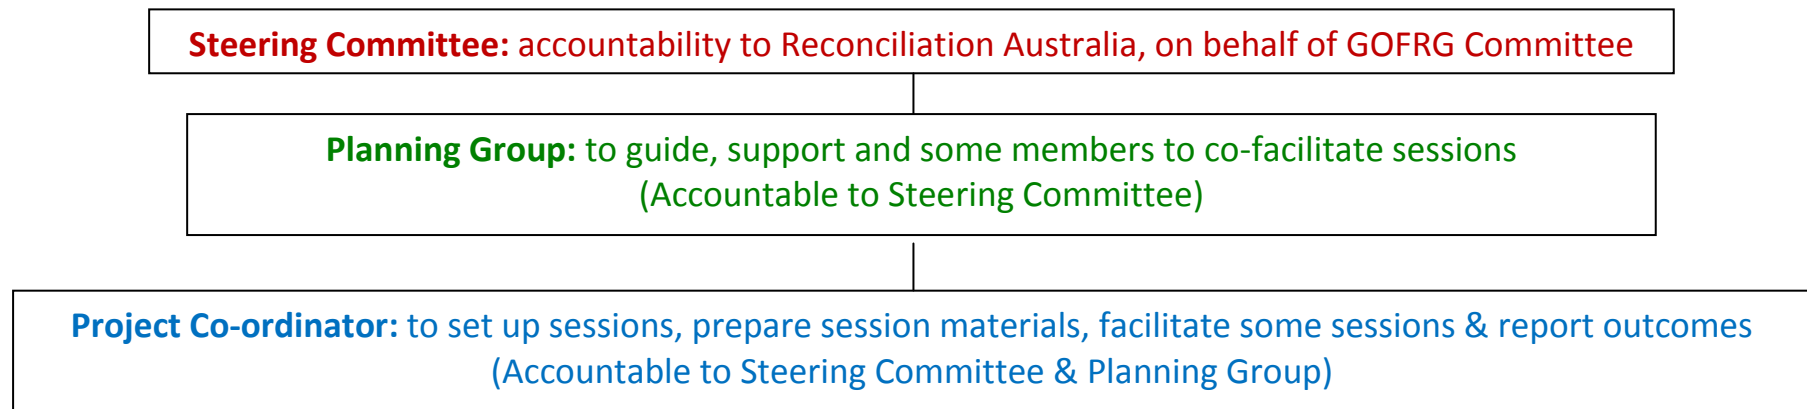 Steering Committee: accountability to Reconciliation Australia, on behalf of GOFRG Committee
Planning Group: to guide, support and some members to co-facilitate sessions
(Accountable to Steering Committee)
Project Co-ordinator: to set up sessions, prepare session materials, facilitate some sessions & report outcomes
(Accountable to Steering Committee & Planning Group)